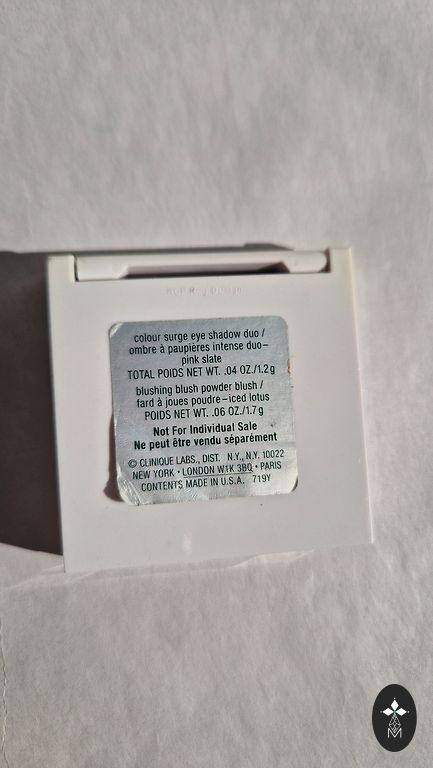 colour surge eye shadow duo /
ombre à paupières intense duo–
pink slate
TOTAL POIDS NET WT. .04 OZ./1.2g
blushing blush powder blush /
fard à joues poudre–iced lotus
POIDS NET WT. .06 OZ./1.7g
Not For Individual Sale
Ne peut être vendu séparément
© CLINIQUE LABS., DIST. N.Y., N.Y. 10022
NEW YORK • LONDON W1K 3BQ • PARIS
CONTENTS MADE IN U.S.A. 719Y
M